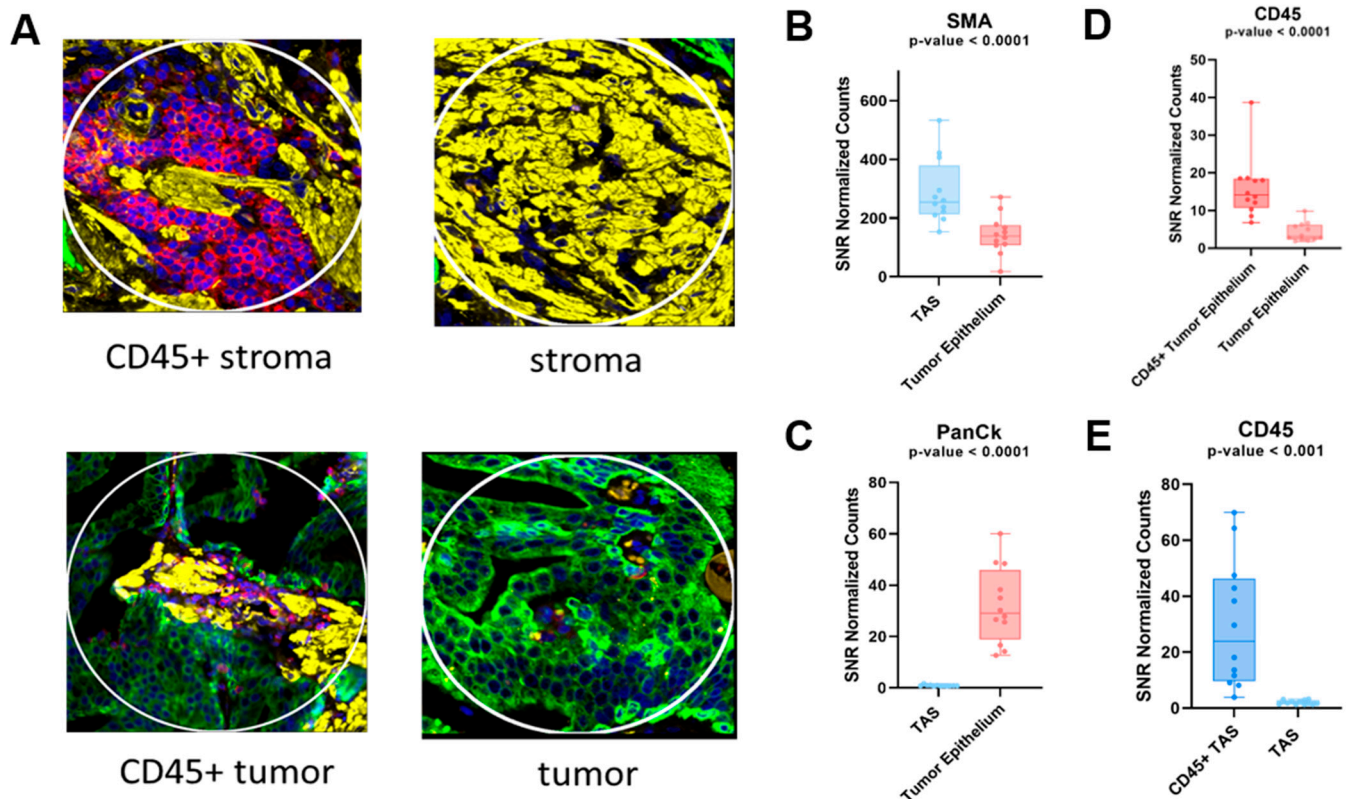 A
CD45+ stroma
stroma
CD45+ tumor
tumor
B
SMA
p-value < 0.0001
SNR Normalized Counts
600
400
200
0
TAS
Tumor Epithelium
C
PanCk
p-value < 0.0001
SNR Normalized Counts
80
60
40
20
0
TAS
Tumor Epithelium
D
CD45
p-value < 0.0001
SNR Normalized Counts
50
40
30
20
10
0
CD45+ Tumor Epithelium
Tumor Epithelium
E
CD45
p-value < 0.001
SNR Normalized Counts
80
60
40
20
0
CD45+ TAS
TAS